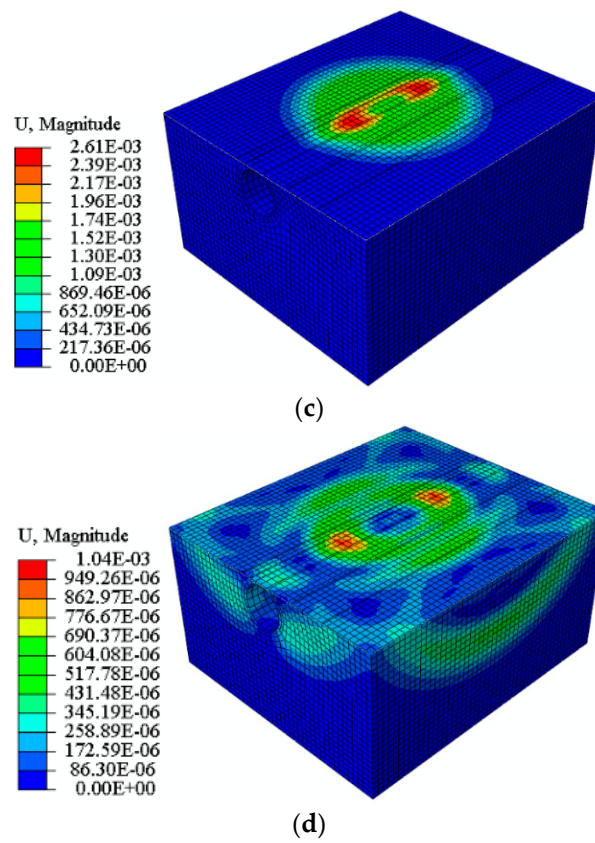 U, Magnitude
2.61E-03
2.39E-03
2.17E-03
1.96E-03
1.74E-03
1.52E-03
1.30E-03
1.09E-03
869.46E-06
652.09E-06
434.73E-06
217.36E-06
0.00E+00
(c)
U, Magnitude
1.04E-03
949.26E-06
862.97E-06
776.67E-06
690.37E-06
604.08E-06
517.78E-06
431.48E-06
345.19E-06
258.89E-06
172.59E-06
86.30E-06
0.00E+00
(d)